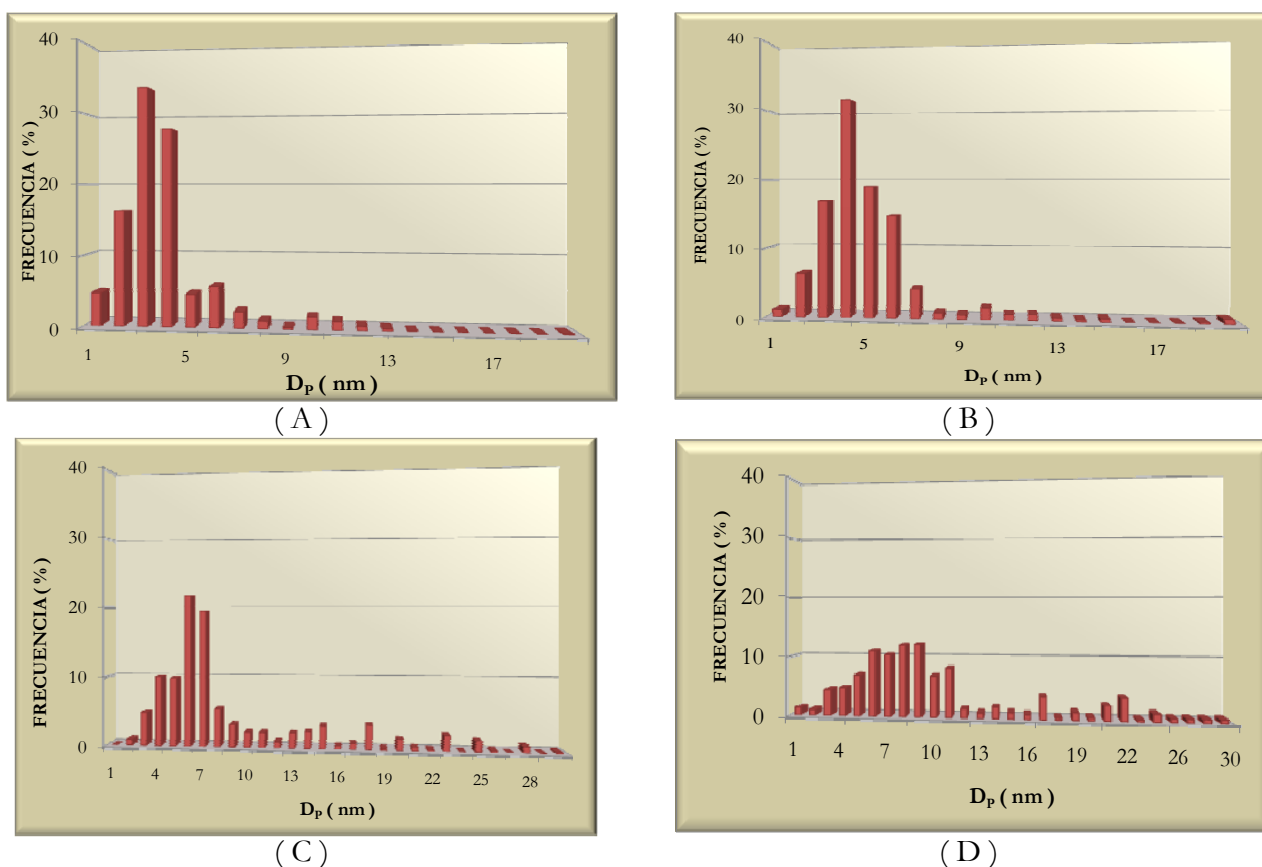 40
30
20
10
0
FRECUENCIA ( % )
1 5 9 13 17
DP ( nm )
( A )
40
30
20
10
0
FRECUENCIA ( % )
1 5 9 13 17
DP ( nm )
( B )
40
30
20
10
0
FRECUENCIA ( % )
1 4 7 10 13 16 19 22 25 28
DP ( nm )
( C )
40
30
20
10
0
FRECUENCIA ( % )
1 4 7 10 13 16 19 22 26 30
DP ( nm )
( D )